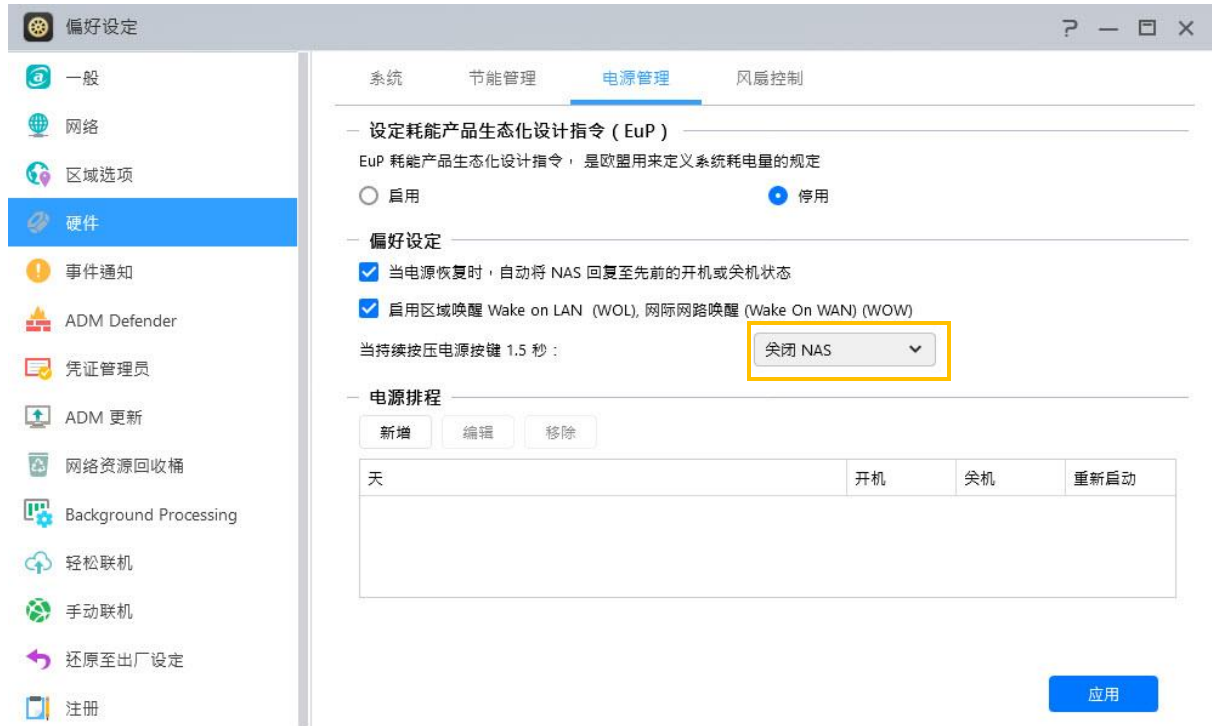 偏好设定
一般
网络
区域选项
硬件
事件通知
ADM Defender
凭证管理员
ADM 更新
网络资源回收桶
Background Processing
轻松联机
手动联机
还原至出厂设定
注册
系统 节能管理 电源管理 风扇控制
设定耗能产品生态化设计指令 ( EuP )
EuP 耗能产品生态化设计指令， 是欧盟用来定义系统耗电量的规定
启用 停用
偏好设定
当电源恢复时，自动将 NAS 回复至先前的开机或关机状态
启用区域唤醒 Wake on LAN (WOL), 网际网路唤醒 (Wake On WAN) (WOW)
当持续按压电源按键 1.5 秒： 关闭 NAS
电源排程
新增 编辑 移除
天 开机 关机 重新启动
应用